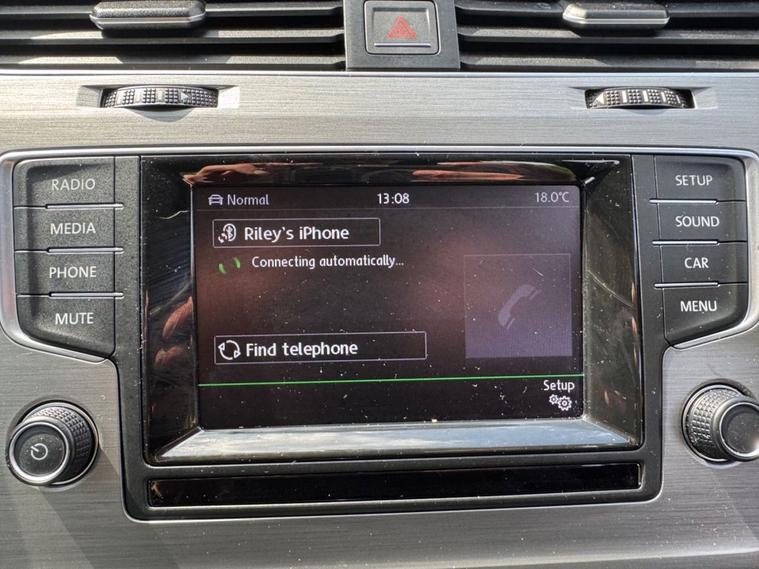 RADIO
MEDIA
PHONE
MUTE
Normal 13:08 18.0°C
Riley's iPhone
Connecting automatically...
Find telephone
Setup
SETUP
SOUND
CAR
MENU